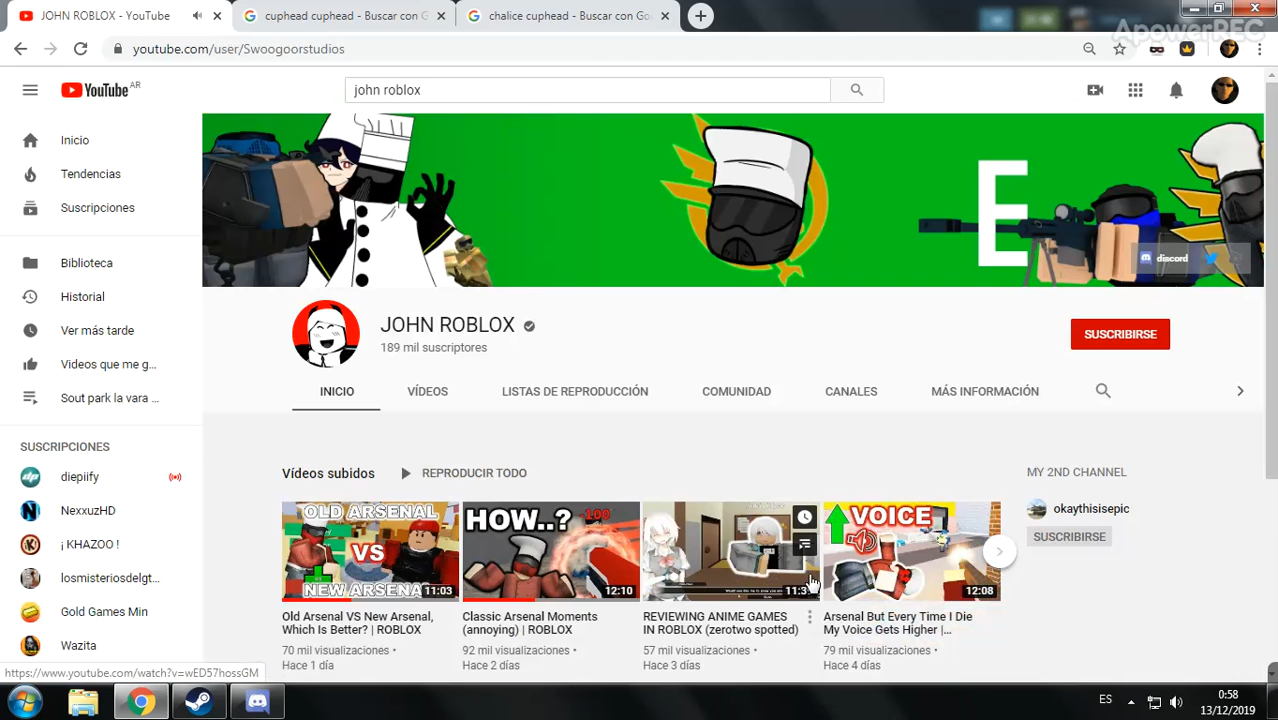 JOHN ROBLOX - YouTube
cuphead cuphead - Buscar con G
chalice cuphead - Buscar con Goo
ApowerREC
youtube.com/user/Swoogoorstudios
YouTube AR
john roblox
Inicio
Tendencias
Suscripciones
Biblioteca
Historial
Ver más tarde
Videos que me g...
Sout park la vara ...
SUSCRIPCIONES
diepiify
NexxuzHD
¡ KHAZOO !
losmisteriosdelgt...
Gold Games Min
Wazita
E
discord
JOHN ROBLOX
189 mil suscriptores
SUSCRIBIRSE
INICIO
VÍDEOS
LISTAS DE REPRODUCCIÓN
COMUNIDAD
CANALES
MÁS INFORMACIÓN
Vídeos subidos
REPRODUCIR TODO
MY 2ND CHANNEL
okaythisisepic
SUSCRIBIRSE
OLD ARSENAL
VS
NEW ARSENAL
11:03
Old Arsenal VS New Arsenal,
Which Is Better? | ROBLOX
70 mil visualizaciones •
Hace 1 día
HOW..?
-100
12:10
Classic Arsenal Moments
(annoying) | ROBLOX
92 mil visualizaciones •
Hace 2 días
11:3
REVIEWING ANIME GAMES
IN ROBLOX (zerotwo spotted)
57 mil visualizaciones •
Hace 3 días
VOICE
12:08
Arsenal But Every Time I Die
My Voice Gets Higher |...
79 mil visualizaciones •
Hace 4 días
https://www.youtube.com/watch?v=wED57hossGM
ES
0:58
13/12/2019